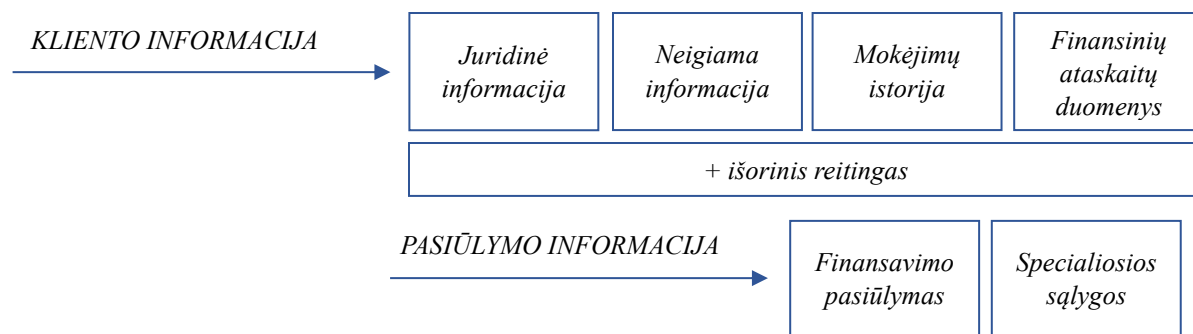 KLIENTO INFORMACIJA
Juridinė
informacija
Neigiama
informacija
Mokėjimų
istorija
Finansinių
ataskaitų
duomenys
+ išorinis reitingas
PASIŪLYMO INFORMACIJA
Finansavimo
pasiūlymas
Specialiosios
sąlygos